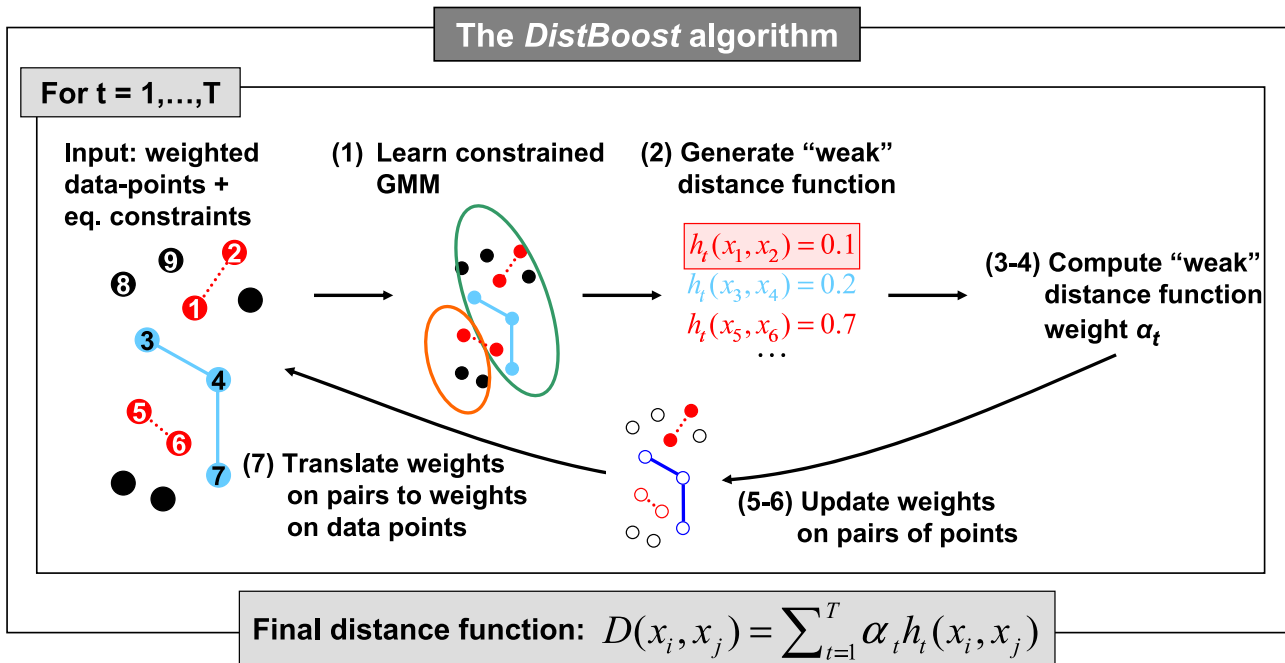 The DistBoost algorithm
For t = 1,...,T
Input: weighted
data-points +
eq. constraints
(1) Learn constrained
GMM
(2) Generate “weak”
distance function
h_t(x_1, x_2) = 0.1
h_t(x_3, x_4) = 0.2
h_t(x_5, x_6) = 0.7
...
(3-4) Compute “weak”
distance function
weight α_t
9
2
8
1
3
4
5
6
7
(7) Translate weights
on pairs to weights
on data points
(5-6) Update weights
on pairs of points
Final distance function: D(x_i, x_j) = ∑_{t=1}^{T} α_t h_t(x_i, x_j)